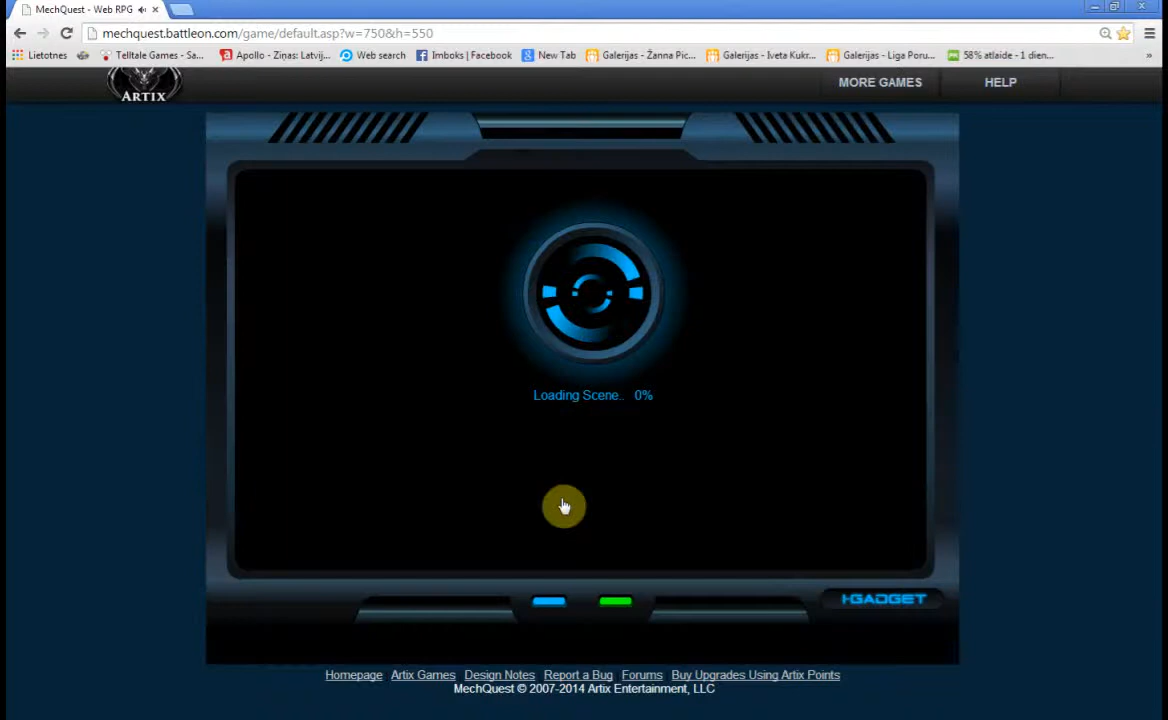 MechQuest - Web RPG
mechquest.battleon.com/game/default.asp?w=750&h=550
Lietotnes Telltale Games - Sa... Apollo - Ziņas: Latvij... Web search Imboks | Facebook New Tab Galerijas - Žanna Pic... Galerijas - Iveta Kukr... Galerijas - Liga Poru... 58% atlaide - 1 dien... »
ARTIX MORE GAMES HELP
Loading Scene.. 0%
I-GADGET
Homepage Artix Games Design Notes Report a Bug Forums Buy Upgrades Using Artix Points
MechQuest © 2007-2014 Artix Entertainment, LLC